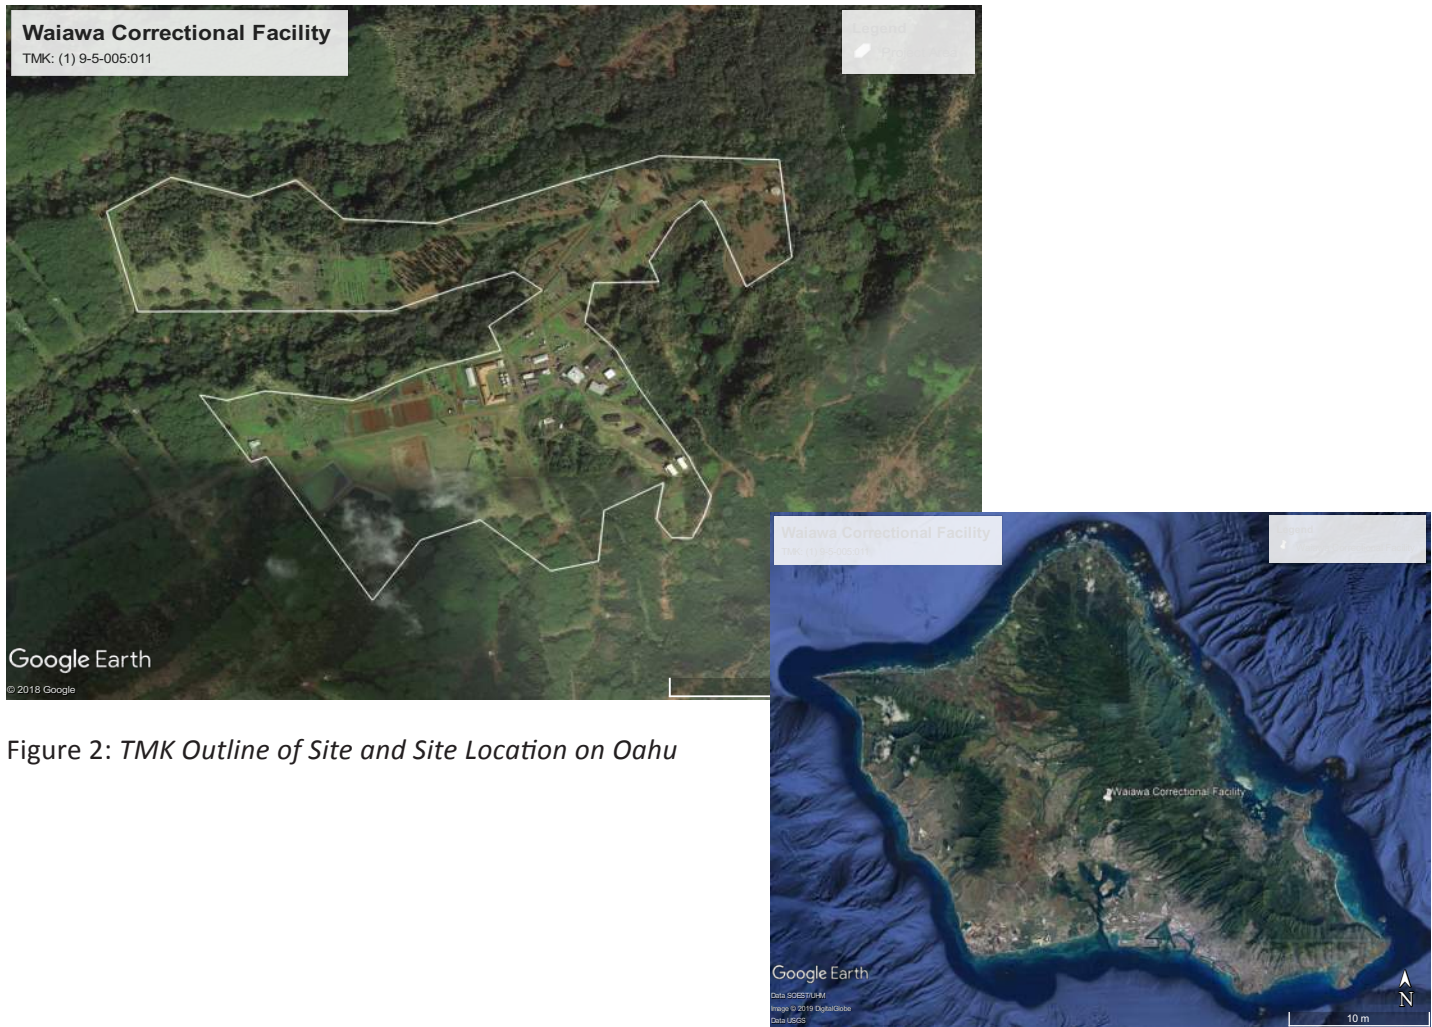 Waiawa Correctional Facility
TMK: (1) 9-5-005:011
Legend
Google Earth
© 2018 Google
Figure 2: TMK Outline of Site and Site Location on Oahu
Waiawa Correctional Facility
Waiawa Correctional Facility
Google Earth
Data SOEST/UHM
Image © 2019 DigitalGlobe
Data USGS
N
10 m